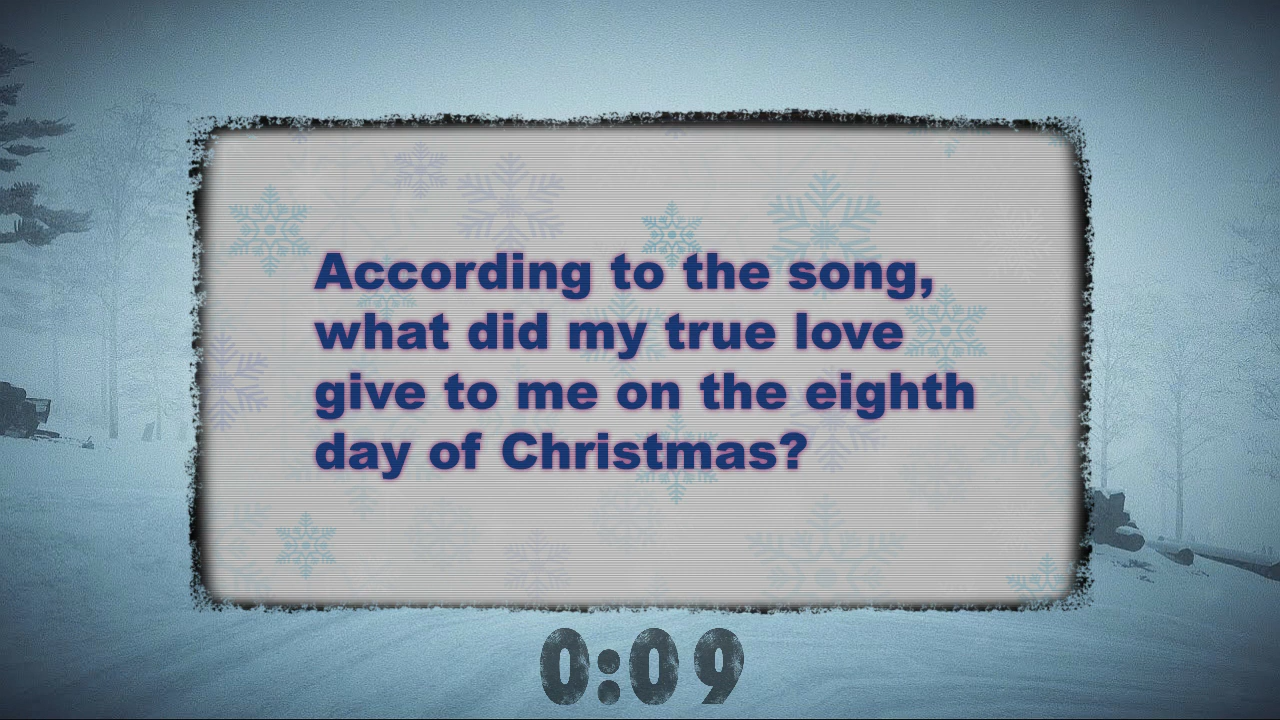 According to the song,
what did my true love
give to me on the eighth
day of Christmas?
0:09